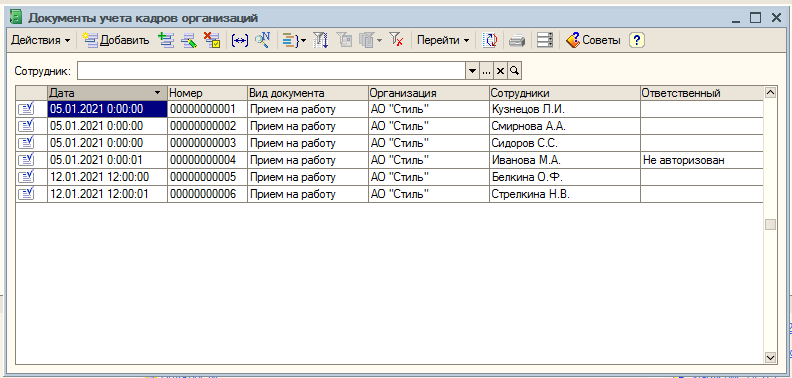 Документы учета кадров организаций
Действия Добавить Перейти Советы
Сотрудник:
Дата Номер Вид документа Организация Сотрудники Ответственный
05.01.2021 0:00:00 00000000001 Прием на работу АО "Стиль" Кузнецов Л.И.
05.01.2021 0:00:00 00000000002 Прием на работу АО "Стиль" Смирнова А.А.
05.01.2021 0:00:00 00000000003 Прием на работу АО "Стиль" Сидоров С.С.
05.01.2021 0:00:01 00000000004 Прием на работу АО "Стиль" Иванова М.А. Не авторизован
12.01.2021 12:00:00 00000000005 Прием на работу АО "Стиль" Белкина О.Ф.
12.01.2021 12:00:01 00000000006 Прием на работу АО "Стиль" Стрелкина Н.В.